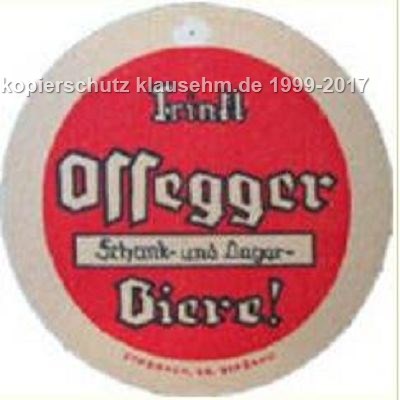 kopierschutz klausehm.de 1999-2017
Trinkt
Ossegger
Schank- und Lager-
Biere!